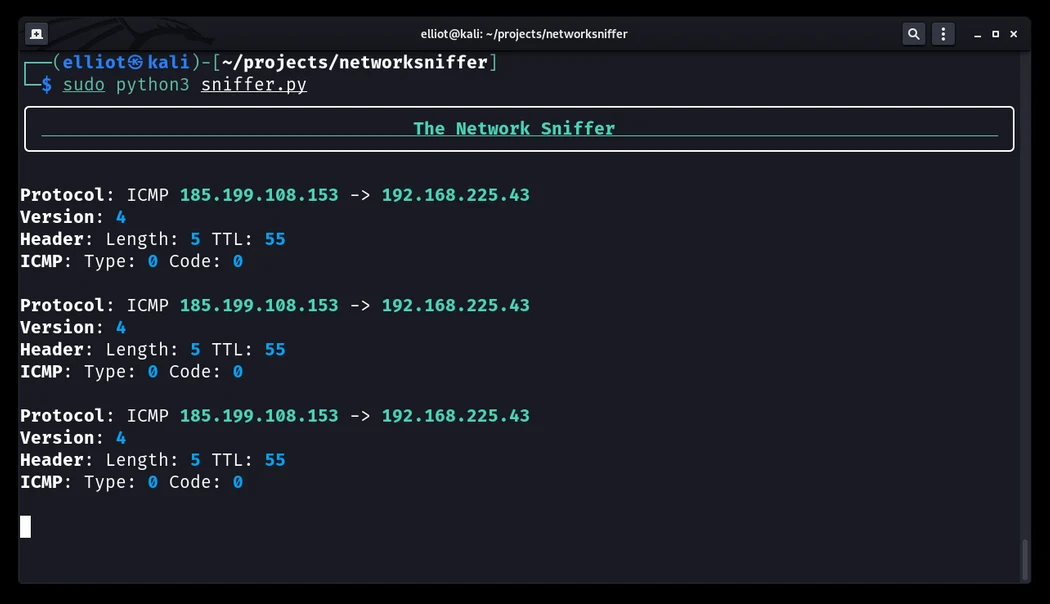 elliot@kali: ~/projects/networksniffer
┌──(elliot㉿kali)-[~/projects/networksniffer]
└─$ sudo python3 sniffer.py
The Network Sniffer
Protocol: ICMP 185.199.108.153 -> 192.168.225.43
Version: 4
Header: Length: 5 TTL: 55
ICMP: Type: 0 Code: 0
Protocol: ICMP 185.199.108.153 -> 192.168.225.43
Version: 4
Header: Length: 5 TTL: 55
ICMP: Type: 0 Code: 0
Protocol: ICMP 185.199.108.153 -> 192.168.225.43
Version: 4
Header: Length: 5 TTL: 55
ICMP: Type: 0 Code: 0